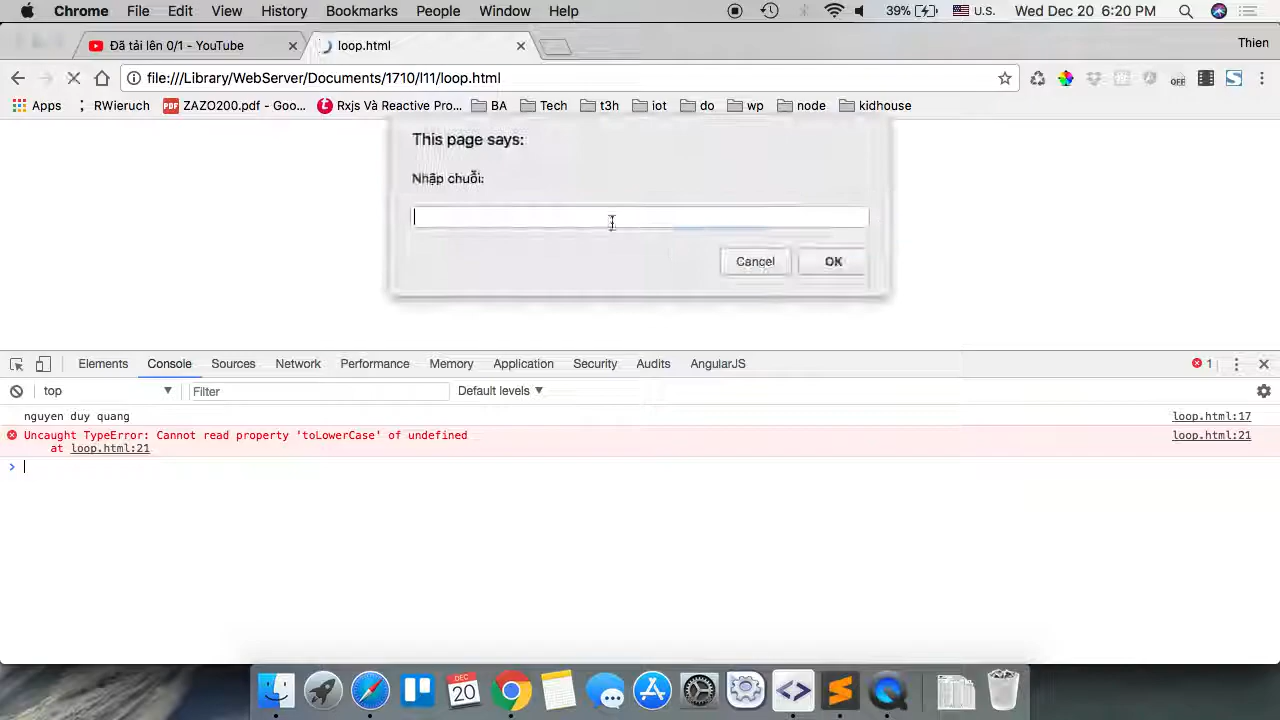 Chrome File Edit View History Bookmarks People Window Help 39% U.S. Wed Dec 20 6:20 PM
Đã tải lên 0/1 - YouTube loop.html Thien
file:///Library/WebServer/Documents/1710/l11/loop.html OFF
Apps RWieruch ZAZO200.pdf - Goo... Rxjs Và Reactive Pro... BA Tech t3h iot do wp node kidhouse
This page says:
Nhập chuỗi:
Cancel OK
Elements Console Sources Network Performance Memory Application Security Audits AngularJS 1
top Filter Default levels
nguyen duy quang loop.html:17
Uncaught TypeError: Cannot read property 'toLowerCase' of undefined loop.html:21
at loop.html:21
DEC
20